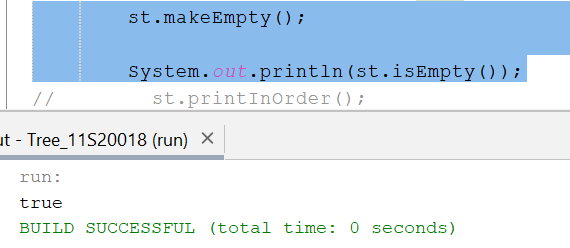 st.makeEmpty();
System.out.println(st.isEmpty());
// st.printInOrder();
ut - Tree_11S20018 (run) ×
run:
true
BUILD SUCCESSFUL (total time: 0 seconds)